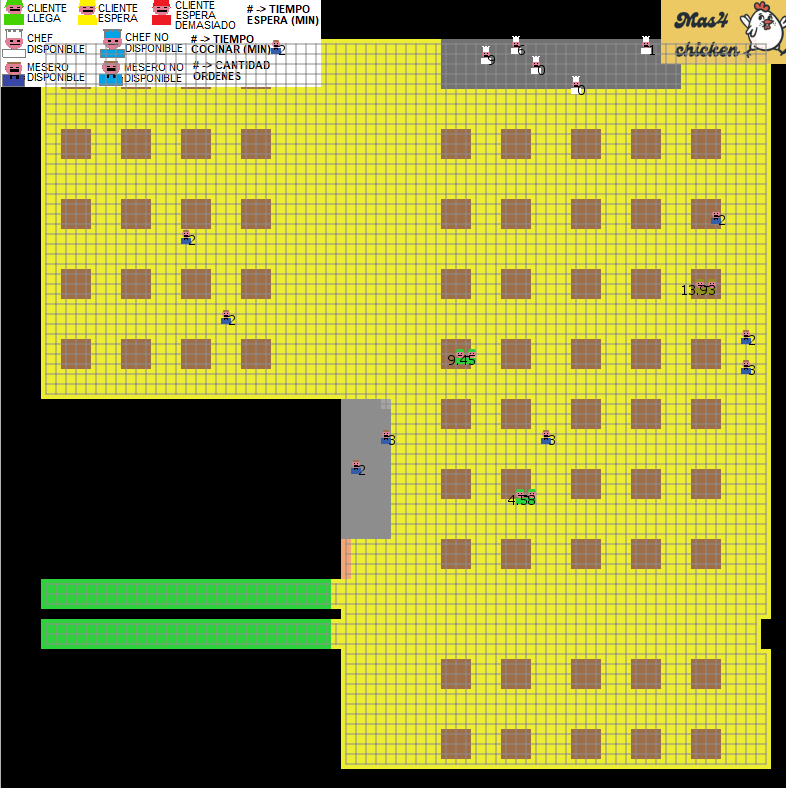 CLIENTE
LLEGA
CLIENTE
ESPERA
CLIENTE
ESPERA
DEMASIADO
# -> TIEMPO
ESPERA (MIN)
CHEF
DISPONIBLE
CHEF NO
DISPONIBLE
# -> TIEMPO
COCINAR (MIN)
2
MESERO
DISPONIBLE
MESERO NO
DISPONIBLE
# -> CANTIDAD
ORDENES
Mas4
chicken
9
6
0
0
1
2
2
13.93
2
2
9.45
3
3
3
2
4.58